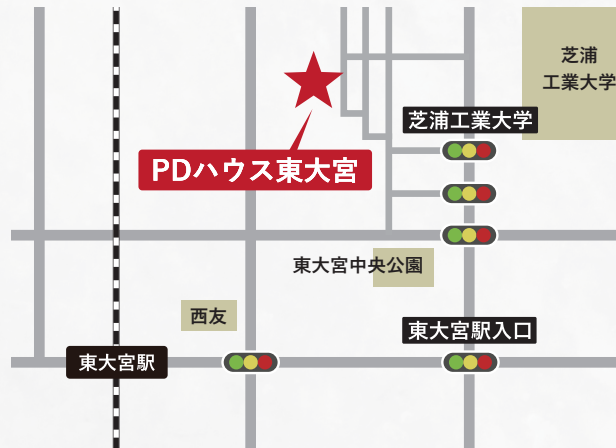 芝浦
工業大学
芝浦工業大学
PDハウス東大宮
東大宮中央公園
西友
東大宮駅入口
東大宮駅